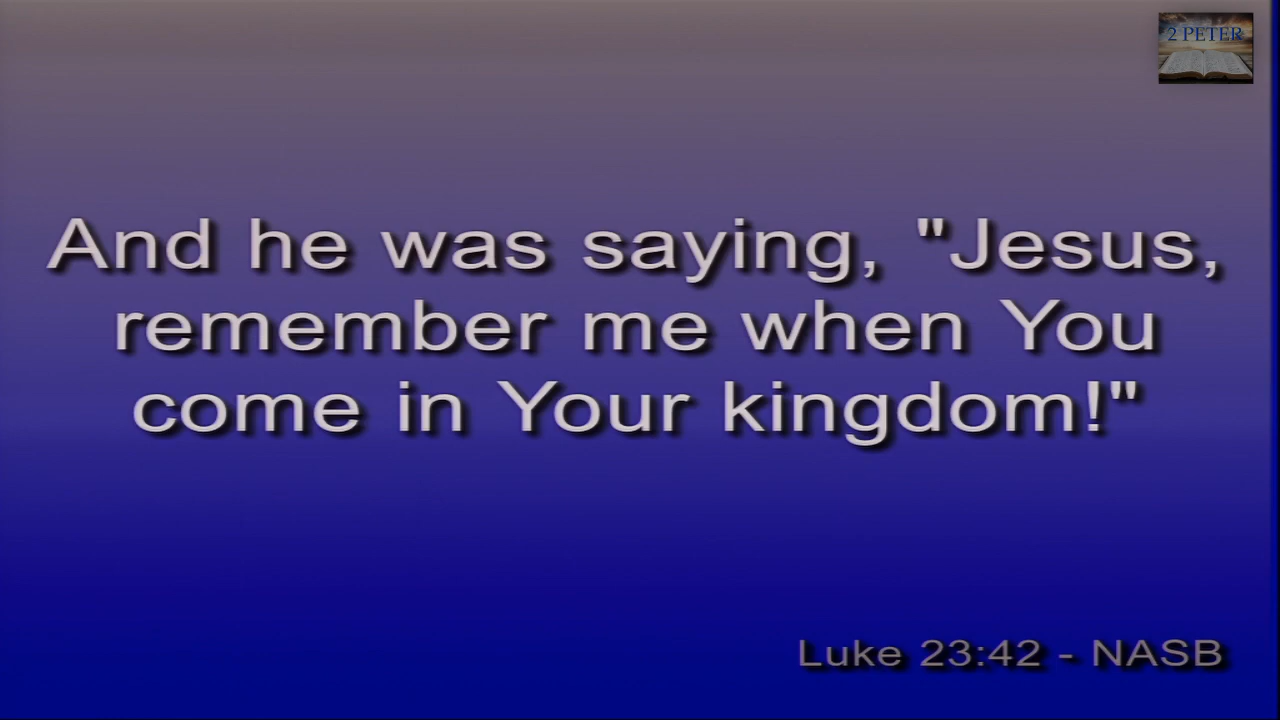 2 PETER
And he was saying, "Jesus,
remember me when You
come in Your kingdom!"
Luke 23:42 - NASB